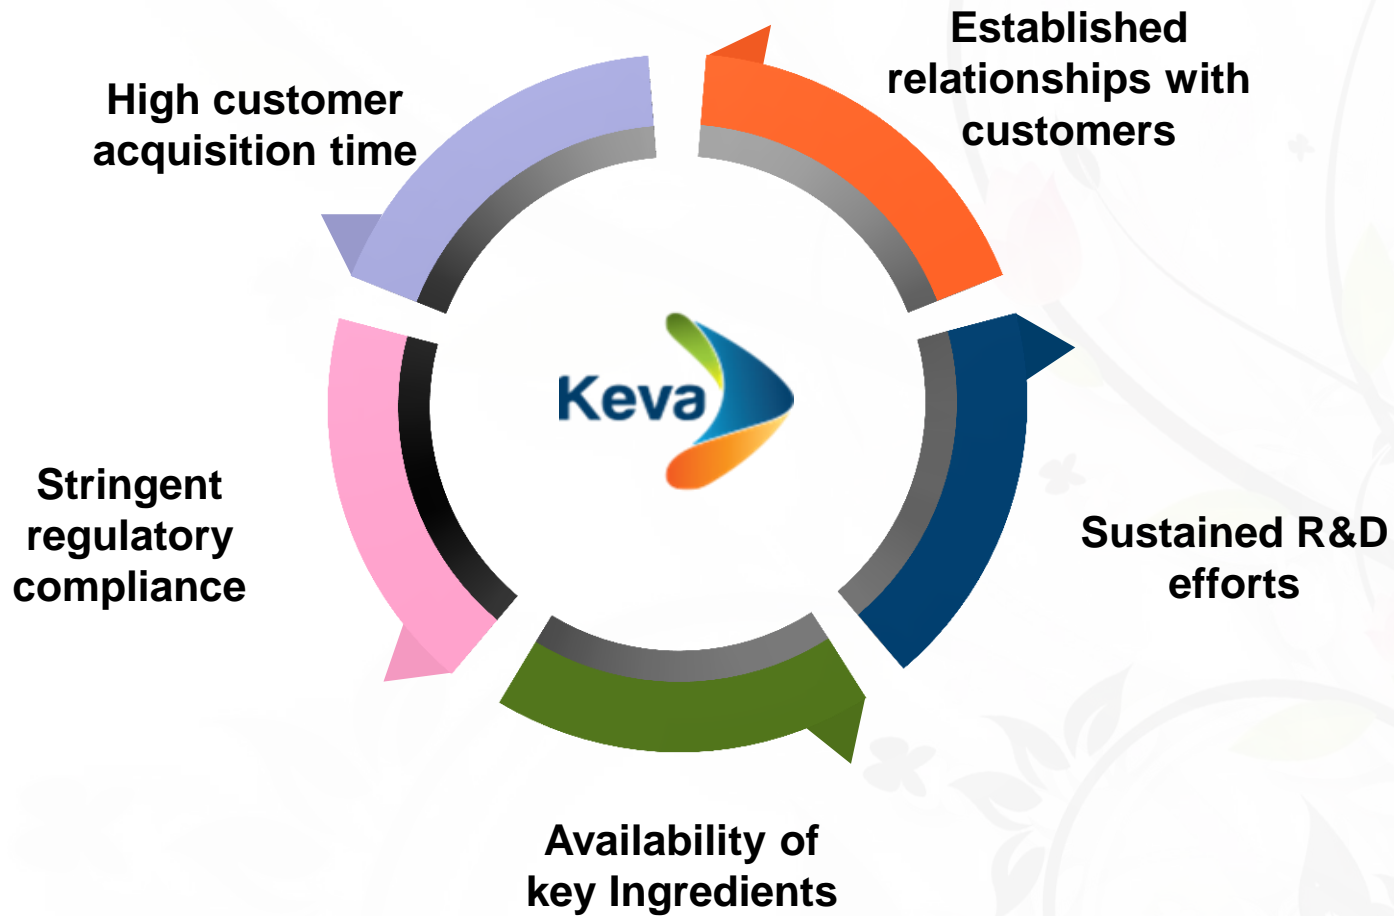 Established
relationships with
customers
High customer
acquisition time
Keva
Stringent
regulatory
compliance
Sustained R&D
efforts
Availability of
key Ingredients